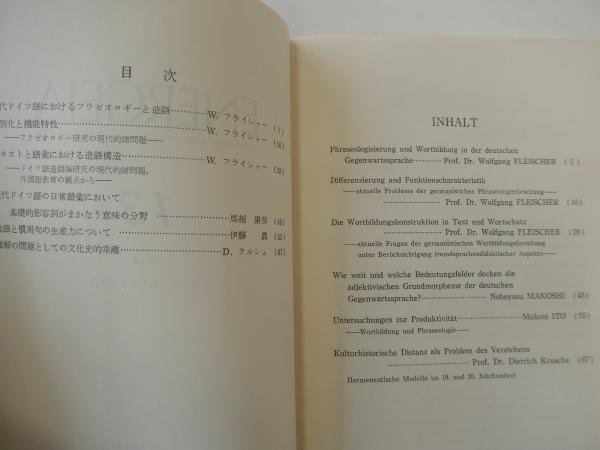 目 次
代ドイツ語におけるフラゼオロギーと造語…………W. フライシャー (1)
別化と機能特性……………………………………W. フライシャー (16)
——フラゼオロギー研究の現代的諸問題——
キストと語彙における造語構造……………………W. フライシャー (28)
——ドイツ語造語論研究の現代的諸問題,
外国語教育の観点から——
現代ドイツ語の日常語彙において
基礎的形容詞がまかなう意味の分野 ……………………馬越 庸恭 (45)
造語と慣用句の生産力について ………………………伊藤 眞 (55)
理解の問題としての文化史的乖離 ……………………D. クルシェ (67)
INHALT
Phraseologisierung und Wortbildung in der deutschen
Gegenwartssprache………… Prof. Dr. Wolfgang FLEISCHER ( 1 )
Differenzierung und Funktionscharakteristik
——aktuelle Probleme der germanistichen Phraseologieforschung——
…………………… Prof. Dr. Wolfgang FLEISCHER (16)
Die Wortbildungskonstruktion in Text und Wortschatz
…………………… Prof. Dr. Wolfgang FLEISCHER (28)
——aktuelle Fragen der germanistischen Wortbildungsforschung
unter Berücksichtigung fremdsprachendidaktischer Aspekte——
Wie weit und welche Bedeutungsfelder decken die
adjektivischen Grundmorpheme der deutschen
Gegenwartssprache?……………………… Nobuyasu MAKOSHI (45)
Untersuchungen zur Produktivität………………Makoto ITO (55)
——Wortbildung und Phraseologie——
Kulturhistorische Distanz als Problem des Verstehens
…………………………… Prof. Dr. Dietrich Krusche (67)
Hermeneutische Modelle im 19. und 20. Jahrhundert